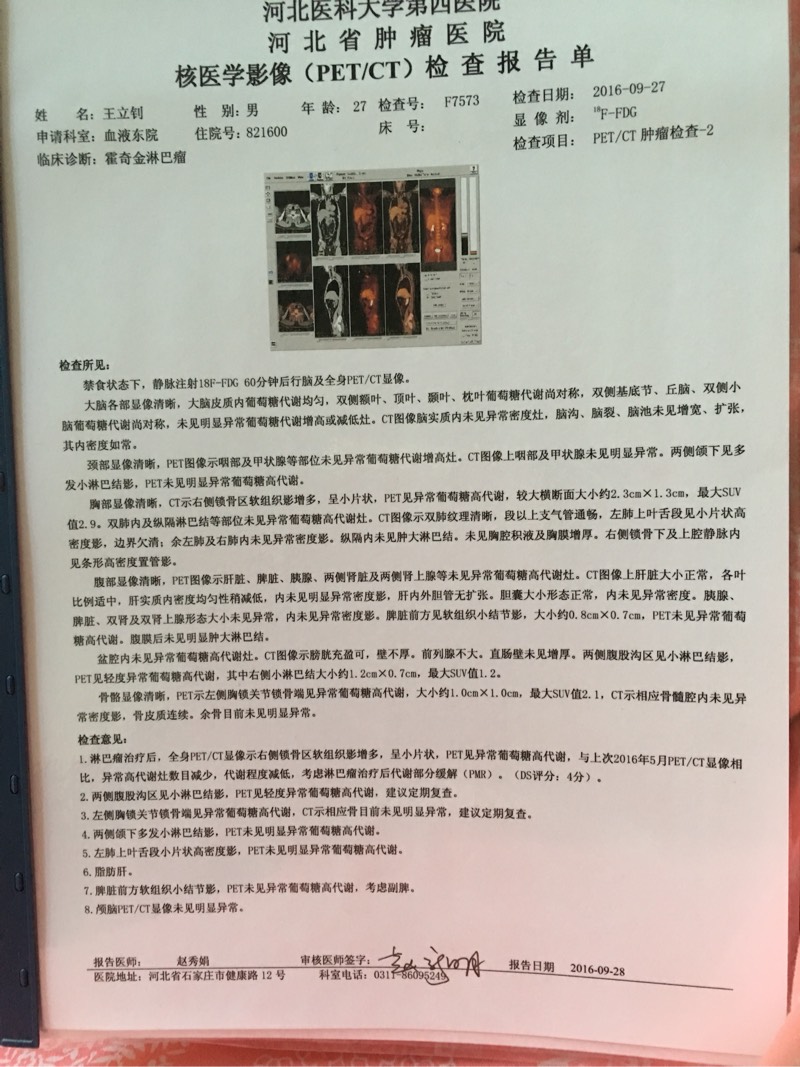 河北医科大学第四医院
河北省肿瘤医院
核医学影像（PET/CT）检查报告单
姓 名：王立钊 性 别：男 年 龄：27 检查号： F7573 检查日期： 2016-09-27
申请科室：血液东院 住院号：821600 床 号： 显 像 剂： 18F-FDG
临床诊断：霍奇金淋巴瘤 检查项目： PET/CT 肿瘤检查-2
检查所见：
禁食状态下，静脉注射18F-FDG 60分钟后行脑及全身PET/CT显像。
大脑各部显像清晰，大脑皮质内葡萄糖代谢均匀，双侧额叶、顶叶、颞叶、枕叶葡萄糖代谢尚对称，双侧基底节、丘脑、双侧小
脑葡萄糖代谢尚对称，未见明显异常葡萄糖代谢增高或减低灶。CT图像脑实质内未见异常密度灶，脑沟、脑裂、脑池未见增宽、扩张，
其内密度如常。
颈部显像清晰，PET图像示咽部及甲状腺等部位未见异常葡萄糖代谢增高灶。CT图像上咽部及甲状腺未见明显异常。两侧颌下见多
发小淋巴结影，PET未见明显异常葡萄糖高代谢。
胸部显像清晰，CT示右侧锁骨区软组织影增多，呈小片状，PET见异常葡萄糖高代谢，较大横断面大小约2.3cm×1.3cm，最大SUV
值2.9。双肺内及纵隔淋巴结等部位未见异常葡萄糖高代谢灶。CT图像示双肺纹理清晰，段以上支气管通畅，左肺上叶舌段见小片状高
密度影，边界欠清；余左肺及右肺内未见异常密度影。纵隔内未见肿大淋巴结。未见胸腔积液及胸膜增厚。右侧锁骨下及上腔静脉内
见条形高密度置管影。
腹部显像清晰，PET图像示肝脏、脾脏、胰腺、两侧肾脏及两侧肾上腺等未见异常葡萄糖高代谢灶。CT图像上肝脏大小正常，各叶
比例适中，肝实质内密度均匀性稍减低，内未见明显异常密度影，肝内外胆管无扩张。胆囊大小形态正常，内未见异常密度。胰腺、
脾脏、双肾及双肾上腺形态大小未见异常，内未见异常密度影。脾脏前方见软组织小结节影，大小约0.8cm×0.7cm，PET未见异常葡萄
糖高代谢。腹膜后未见明显肿大淋巴结。
盆腔内未见异常葡萄糖高代谢灶。CT图像示膀胱充盈可，壁不厚。前列腺不大。直肠壁未见增厚。两侧腹股沟区见小淋巴结影，
PET见轻度异常葡萄糖高代谢，其中右侧小淋巴结大小约1.2cm×0.7cm，最大SUV值1.2。
骨骼显像清晰，PET示左侧胸锁关节锁骨端见异常葡萄糖高代谢，大小约1.0cm×1.0cm，最大SUV值2.1，CT示相应骨髓腔内未见异
常密度影，骨皮质连续。余骨目前未见明显异常。
检查意见：
1.淋巴瘤治疗后，全身PET/CT显像示右侧锁骨区软组织影增多，呈小片状，PET见异常葡萄糖高代谢，与上次2016年5月PET/CT显像相
比，异常高代谢灶数目减少，代谢程度减低，考虑淋巴瘤治疗后代谢部分缓解（PMR）。（DS评分：4分）。
2.两侧腹股沟区见小淋巴结影，PET见轻度异常葡萄糖高代谢，建议定期复查。
3.左侧胸锁关节锁骨端见异常葡萄糖高代谢，CT示相应骨目前未见明显异常，建议定期复查。
4.两侧颌下多发小淋巴结影，PET未见明显异常葡萄糖高代谢。
5.左肺上叶舌段小片状高密度影，PET未见明显异常葡萄糖高代谢。
6.脂肪肝。
7.脾脏前方软组织小结节影，PET未见异常葡萄糖高代谢，考虑副脾。
8.颅脑PET/CT显像未见明显异常。
报告医师： 赵秀娟 审核医师签字： 报告日期 2016-09-28
医院地址：河北省石家庄市健康路 12 号 科室电话：0311-86095249